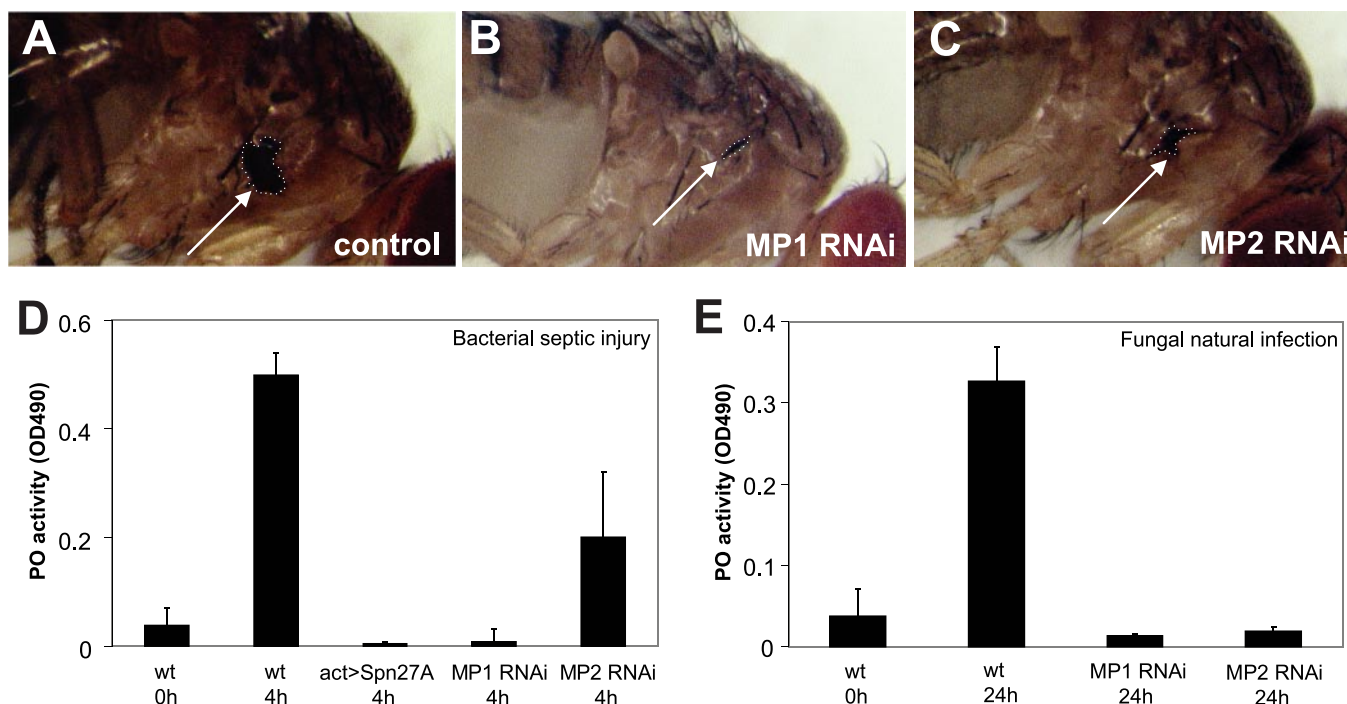 A
control
B
MP1 RNAi
C
MP2 RNAi
D
Bacterial septic injury
PO activity (OD490)
0.6
0.4
0.2
0
wt wt act>Spn27A MP1 RNAi MP2 RNAi
0h 4h 4h 4h 4h
E
Fungal natural infection
PO activity (OD490)
0.4
0.3
0.2
0.1
0
wt wt MP1 RNAi MP2 RNAi
0h 24h 24h 24h